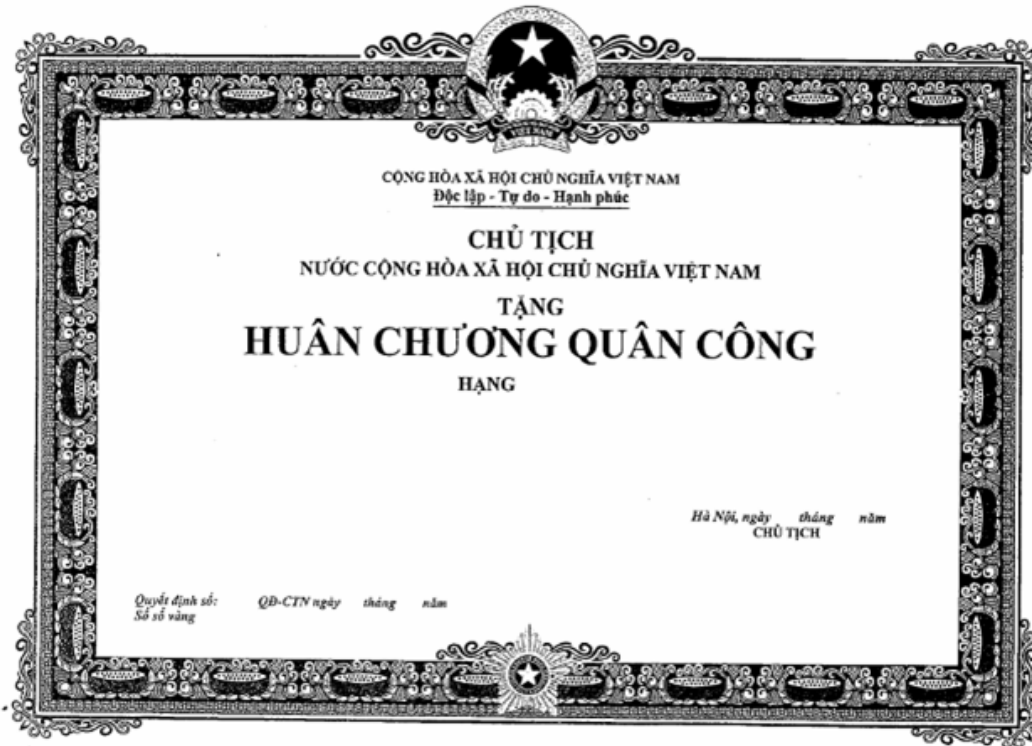 VIỆT NAM
CỘNG HÒA XÃ HỘI CHỦ NGHĨA VIỆT NAM
Độc lập - Tự do - Hạnh phúc
CHỦ TỊCH
NƯỚC CỘNG HÒA XÃ HỘI CHỦ NGHĨA VIỆT NAM
TẶNG
HUÂN CHƯƠNG QUÂN CÔNG
HẠNG
Hà Nội, ngày tháng năm
CHỦ TỊCH
Quyết định số: QĐ-CTN ngày tháng năm
Số sổ vàng